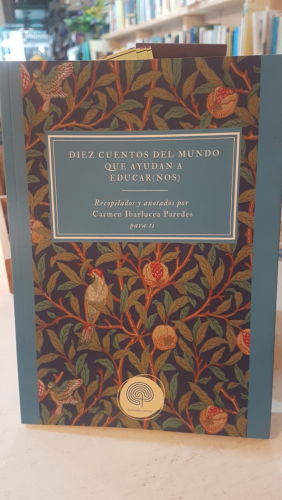 DIEZ CUENTOS DEL MUNDO
QUE AYUDAN A
EDUCAR(NOS)
Recopilados y anotados por
Carmen Ibarlucea Paredes
para ti